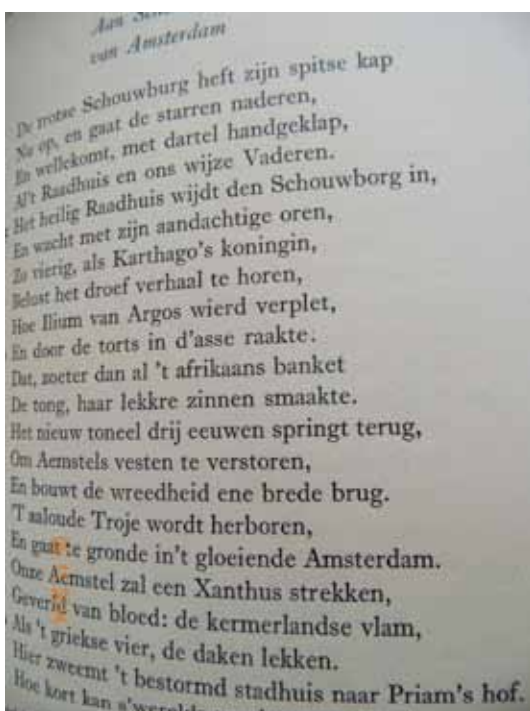 Aan
van Amsterdam
De trotse Schouwburg heft zijn spitse kap
Nu op, en gaat de starren naderen,
En wellekomt, met dartel handgeklap,
Al't Raadhuis en ons wijze Vaderen.
Het heilig Raadhuis wijdt den Schouwborg in,
En wacht met zijn aandachtige oren,
Zo vierig, als Karthago's koningin,
Belust het droef verhaal te horen,
Hoe Ilium van Argos wierd verplet,
En door de torts in d'asse raakte.
Dat, zoeter dan al 't afrikaans banket
De tong, haar lekkre zinnen smaakte.
Het nieuw toneel drij eeuwen springt terug,
Om Aemstels vesten te verstoren,
En bouwt de wreedheid ene brede brug.
'T aaloude Troje wordt herboren,
En gaat te gronde in't gloeiende Amsterdam.
Onze Aemstel zal een Xanthus strekken,
Geverid van bloed: de kermerlandse vlam,
Als 't griekse vier, de daken lekken.
Hier zweemt 't bestormd stadhuis naar Priam's hof.
Hoe kort kan